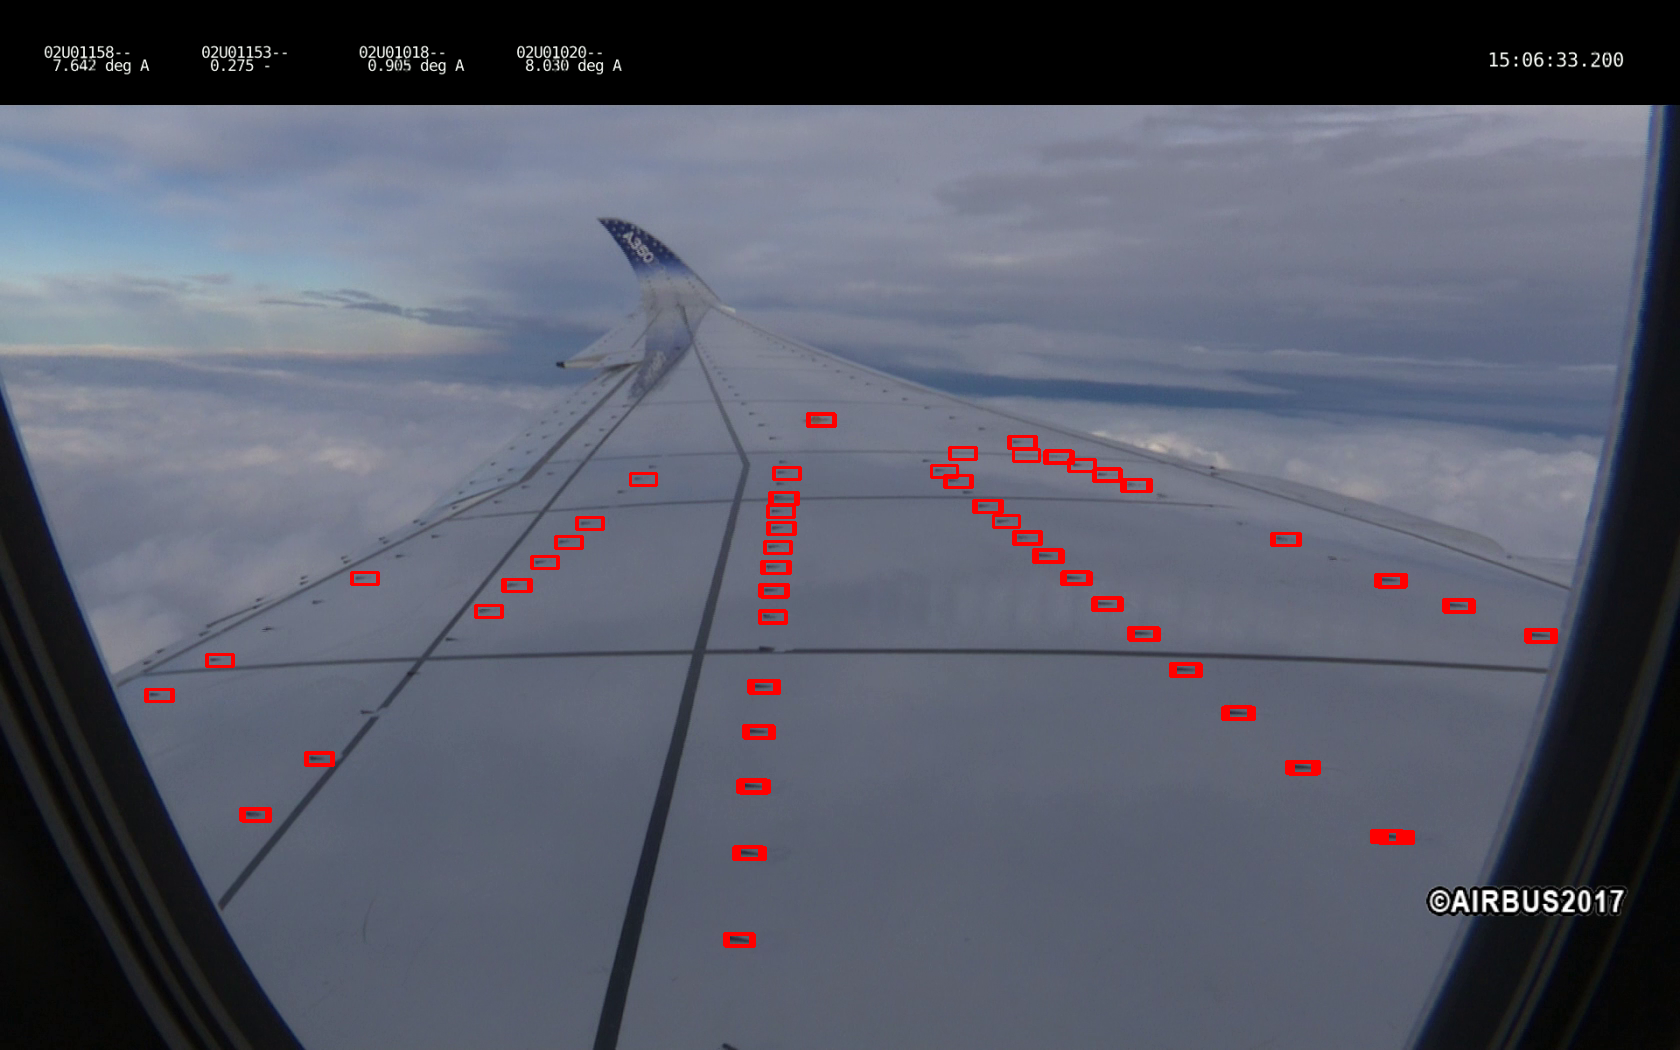 02U01158-- 02U01153-- 02U01018-- 02U01020--
7.642 deg A 0.275 - 0.905 deg A 8.030 deg A
15:06:33.200
A350
©AIRBUS2017